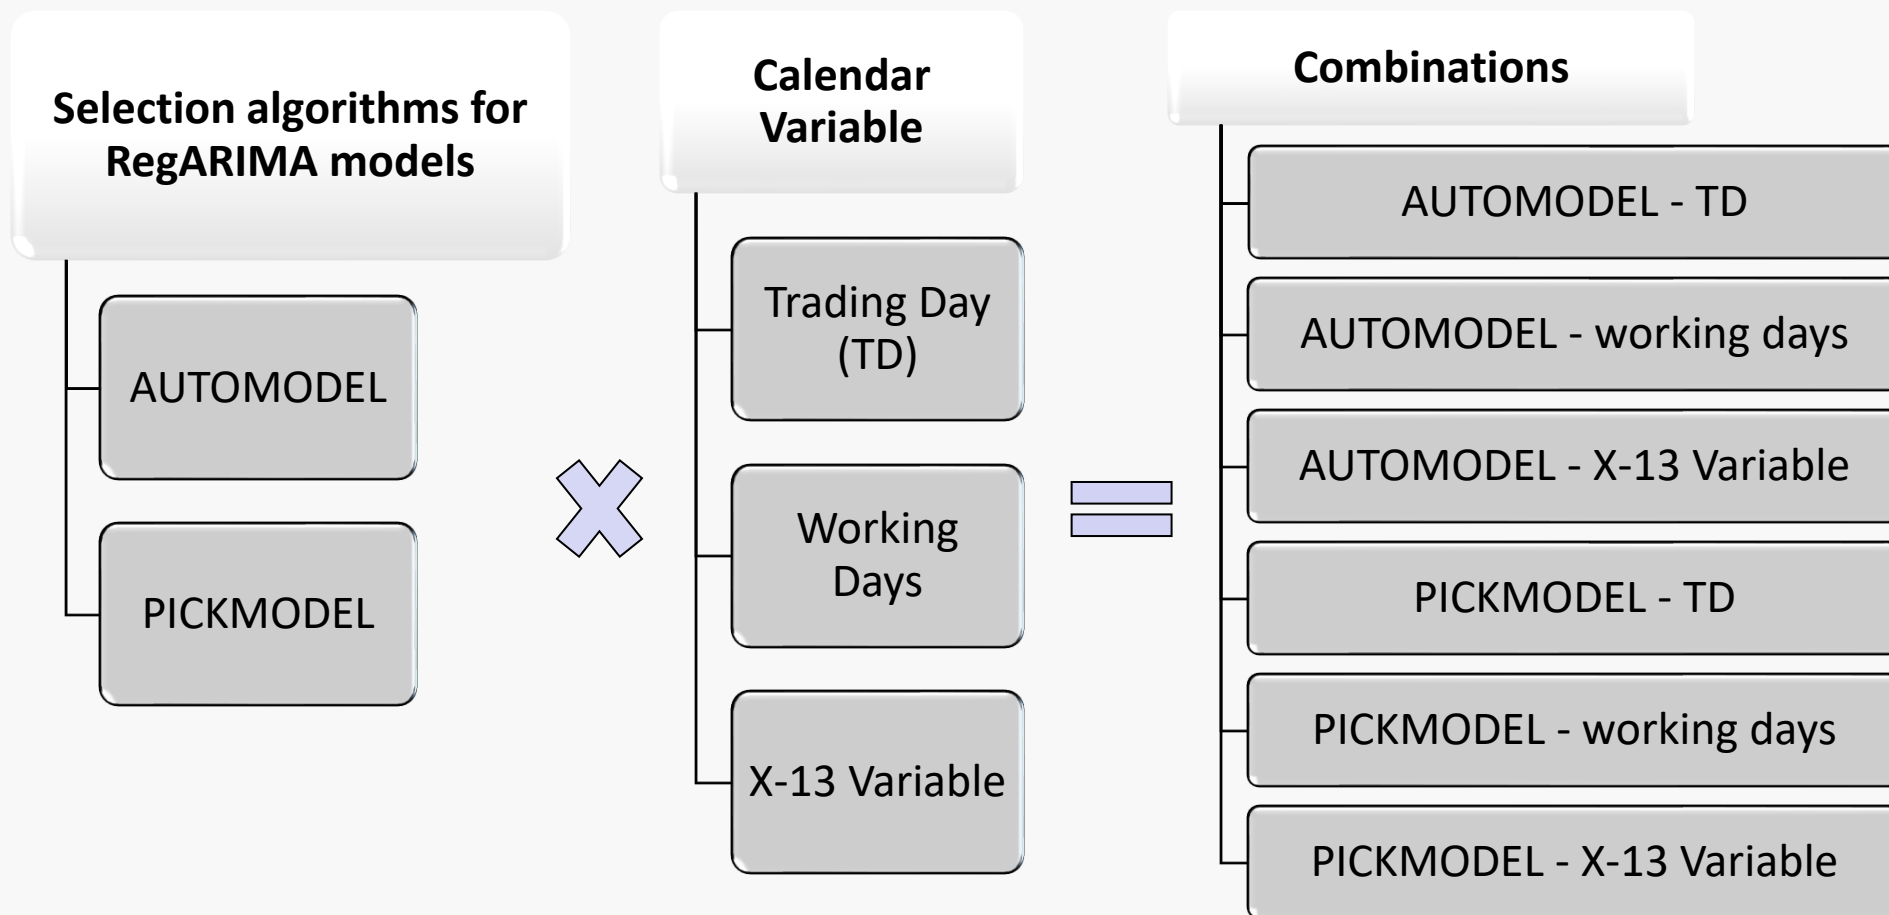 Selection algorithms for
RegARIMA models
AUTOMODEL
PICKMODEL
Calendar
Variable
Trading Day
(TD)
Working
Days
X-13 Variable
Combinations
AUTOMODEL - TD
AUTOMODEL - working days
AUTOMODEL - X-13 Variable
PICKMODEL - TD
PICKMODEL - working days
PICKMODEL - X-13 Variable